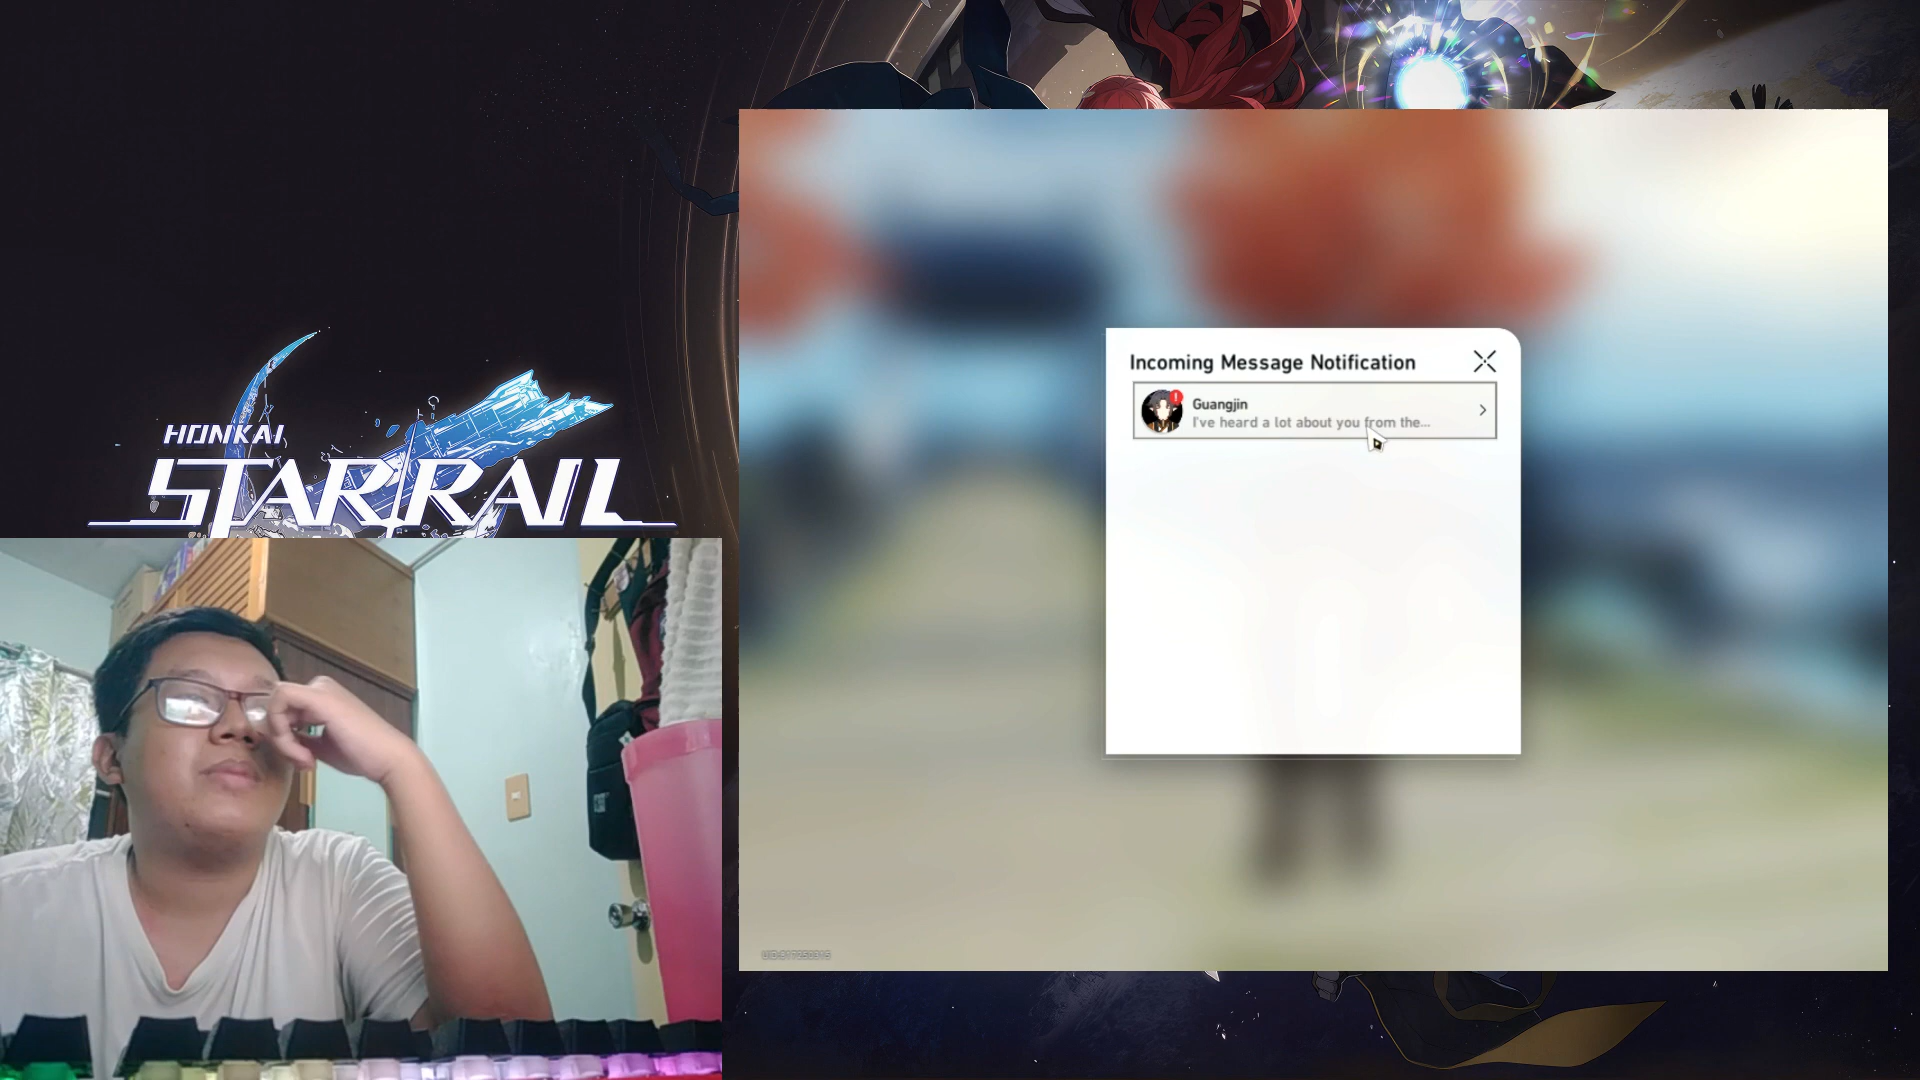 HONKAI
STAR RAIL
Incoming Message Notification
Guangjin
I've heard a lot about you from the...